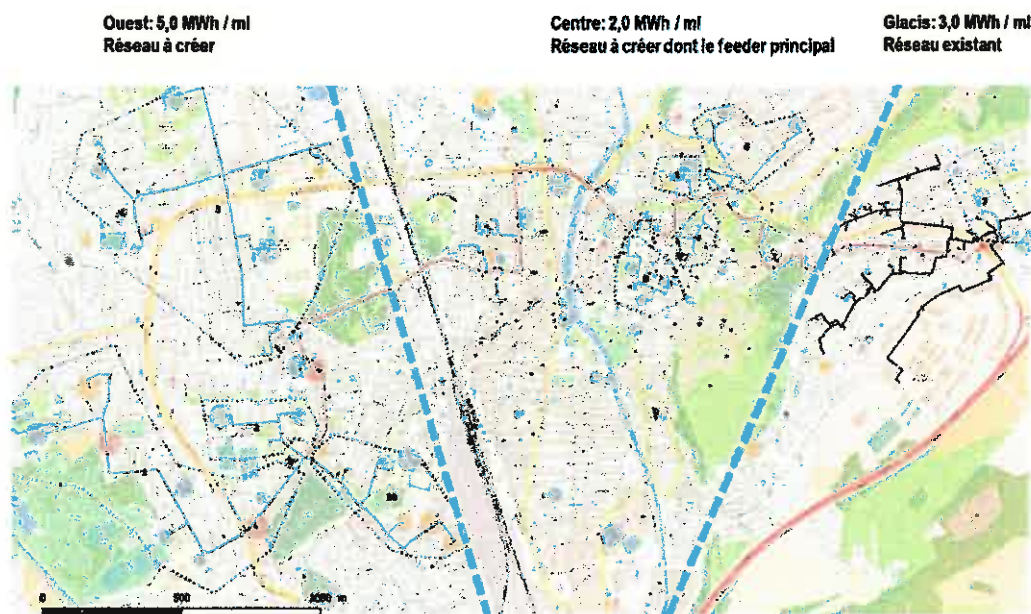 Ouest: 5,0 MWh / ml
Réseau à créer
Centre: 2,0 MWh / ml
Réseau à créer dont le feeder principal
Glacis: 3,0 MWh / ml
Réseau existant
0 500 1000 m